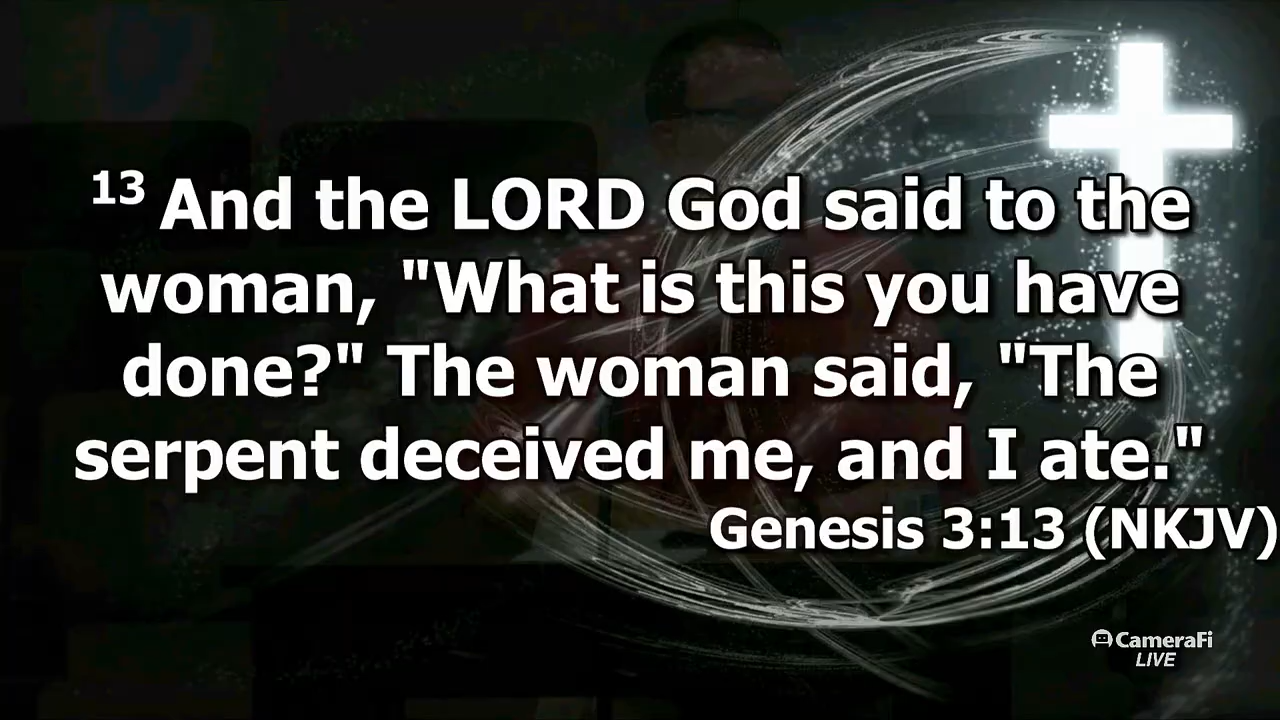 13 And the LORD God said to the
woman, "What is this you have
done?" The woman said, "The
serpent deceived me, and I ate."
Genesis 3:13 (NKJV)
CameraFi
LIVE